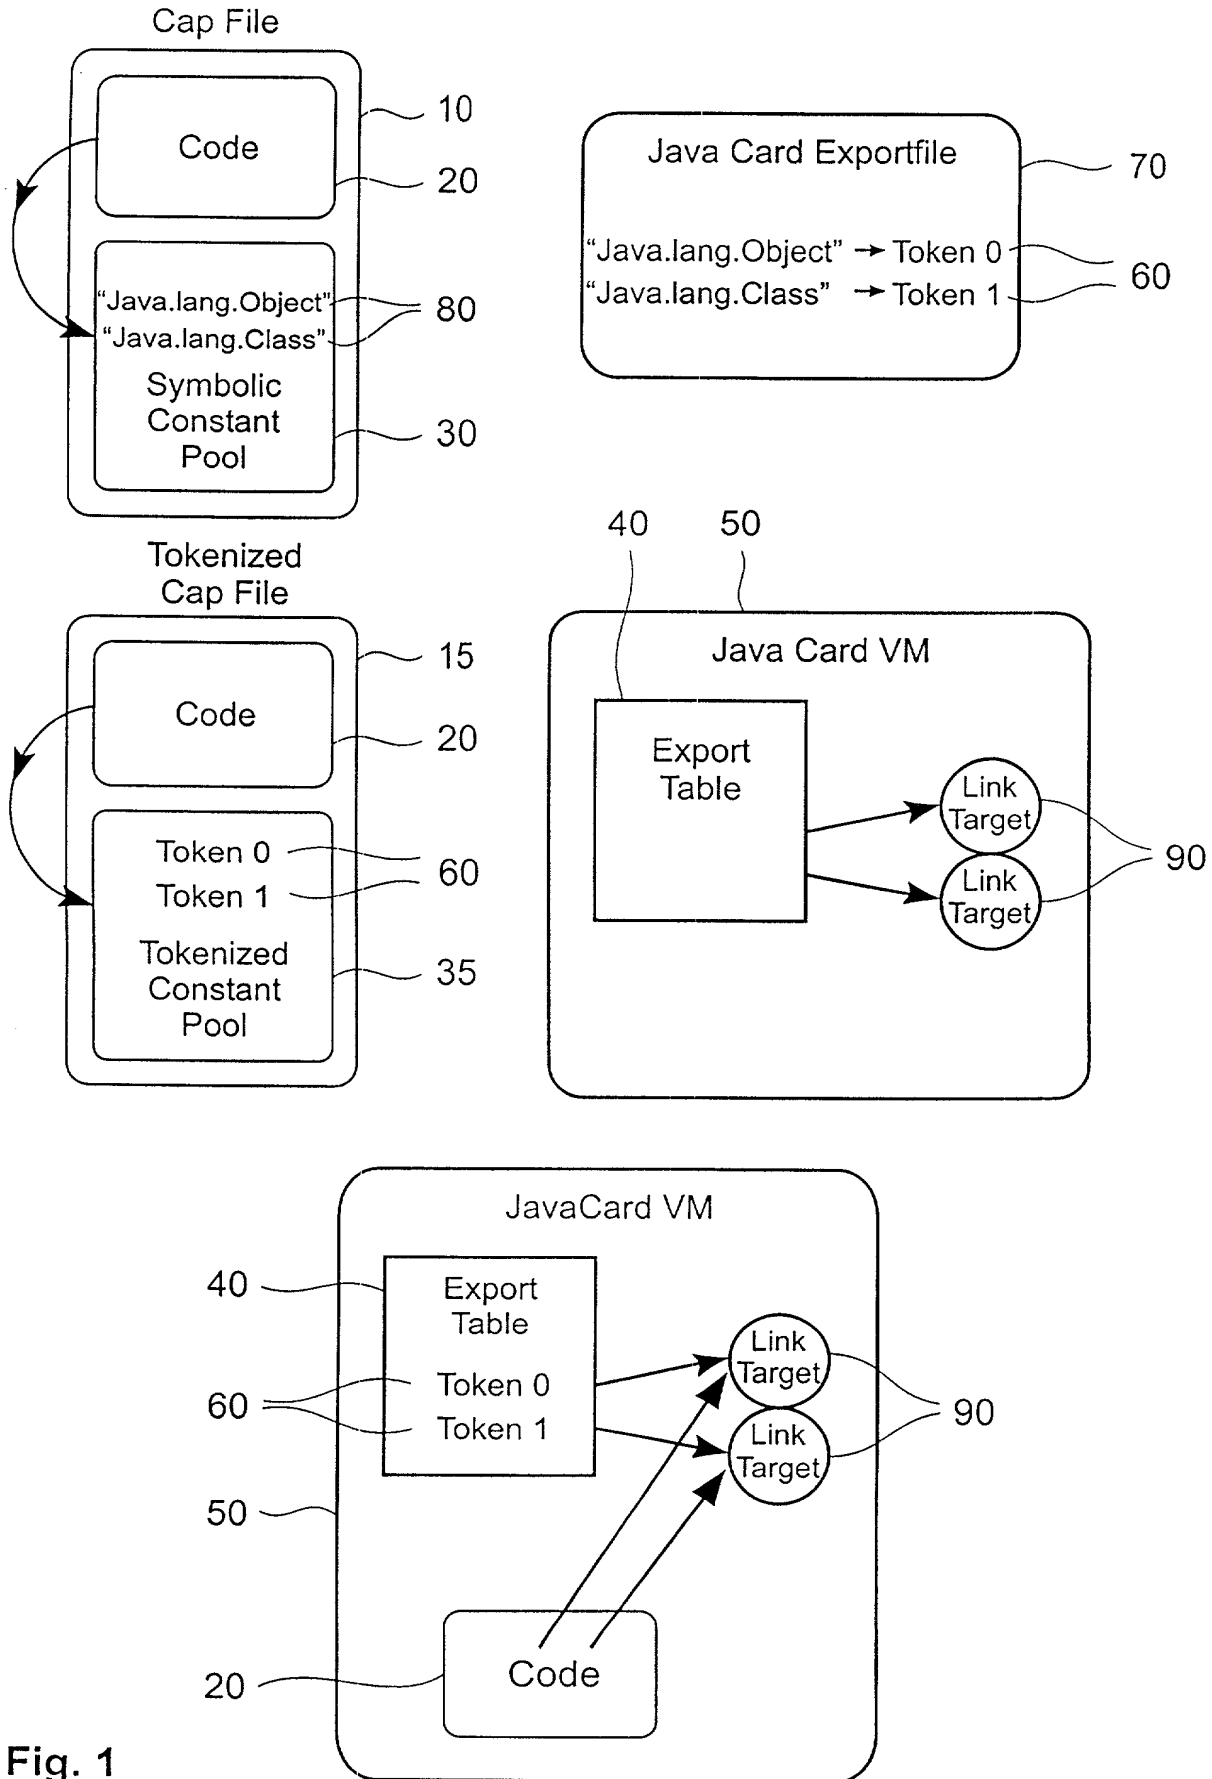 Cap File
Code
10
20
"Java.lang.Object"
"Java.lang.Class"
80
Symbolic
Constant
Pool
30
Java Card Exportfile
70
"Java.lang.Object" → Token 0
"Java.lang.Class" → Token 1
60
Tokenized
Cap File
Code
15
20
Token 0
Token 1
60
Tokenized
Constant
Pool
35
40
50
Java Card VM
Export
Table
Link
Target
Link
Target
90
JavaCard VM
40
Export
Table
Token 0
Token 1
60
Link
Target
Link
Target
90
50
Code
20
Fig. 1